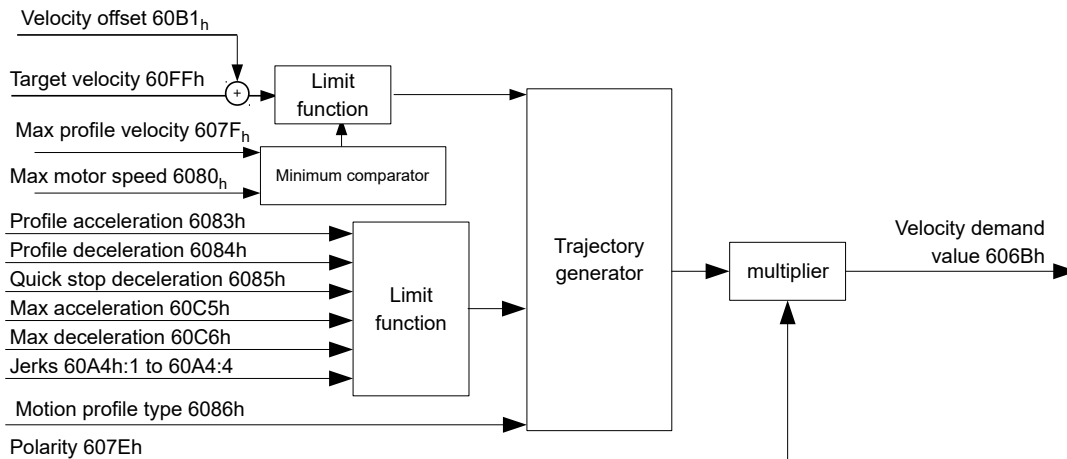 Velocity offset 60B1h
Target velocity 60FFh
+
Limit
function
Max profile velocity 607Fh
Max motor speed 6080h
Minimum comparator
Profile acceleration 6083h
Profile deceleration 6084h
Quick stop deceleration 6085h
Max acceleration 60C5h
Max deceleration 60C6h
Jerks 60A4h:1 to 60A4:4
Limit
function
Motion profile type 6086h
Polarity 607Eh
Trajectory
generator
multiplier
Velocity demand
value 606Bh